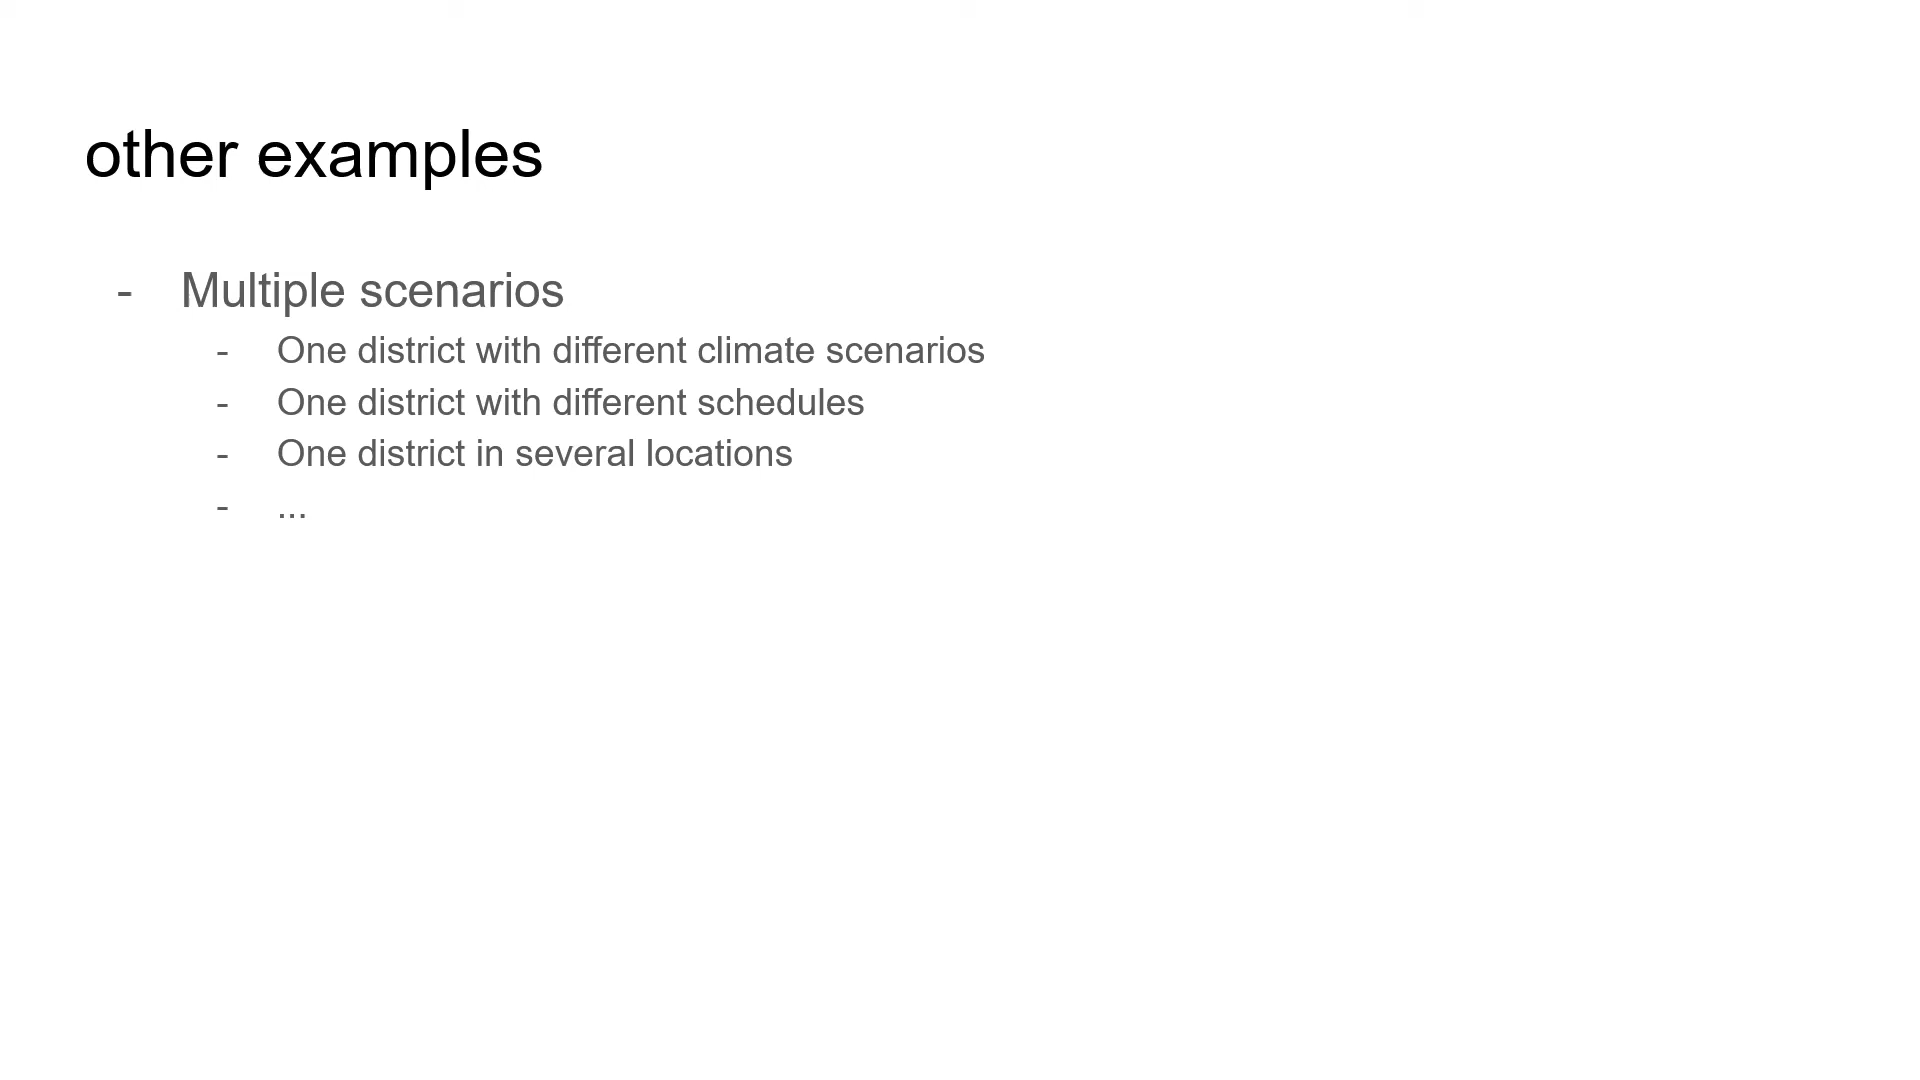 other examples
- Multiple scenarios
- One district with different climate scenarios
- One district with different schedules
- One district in several locations
- ...